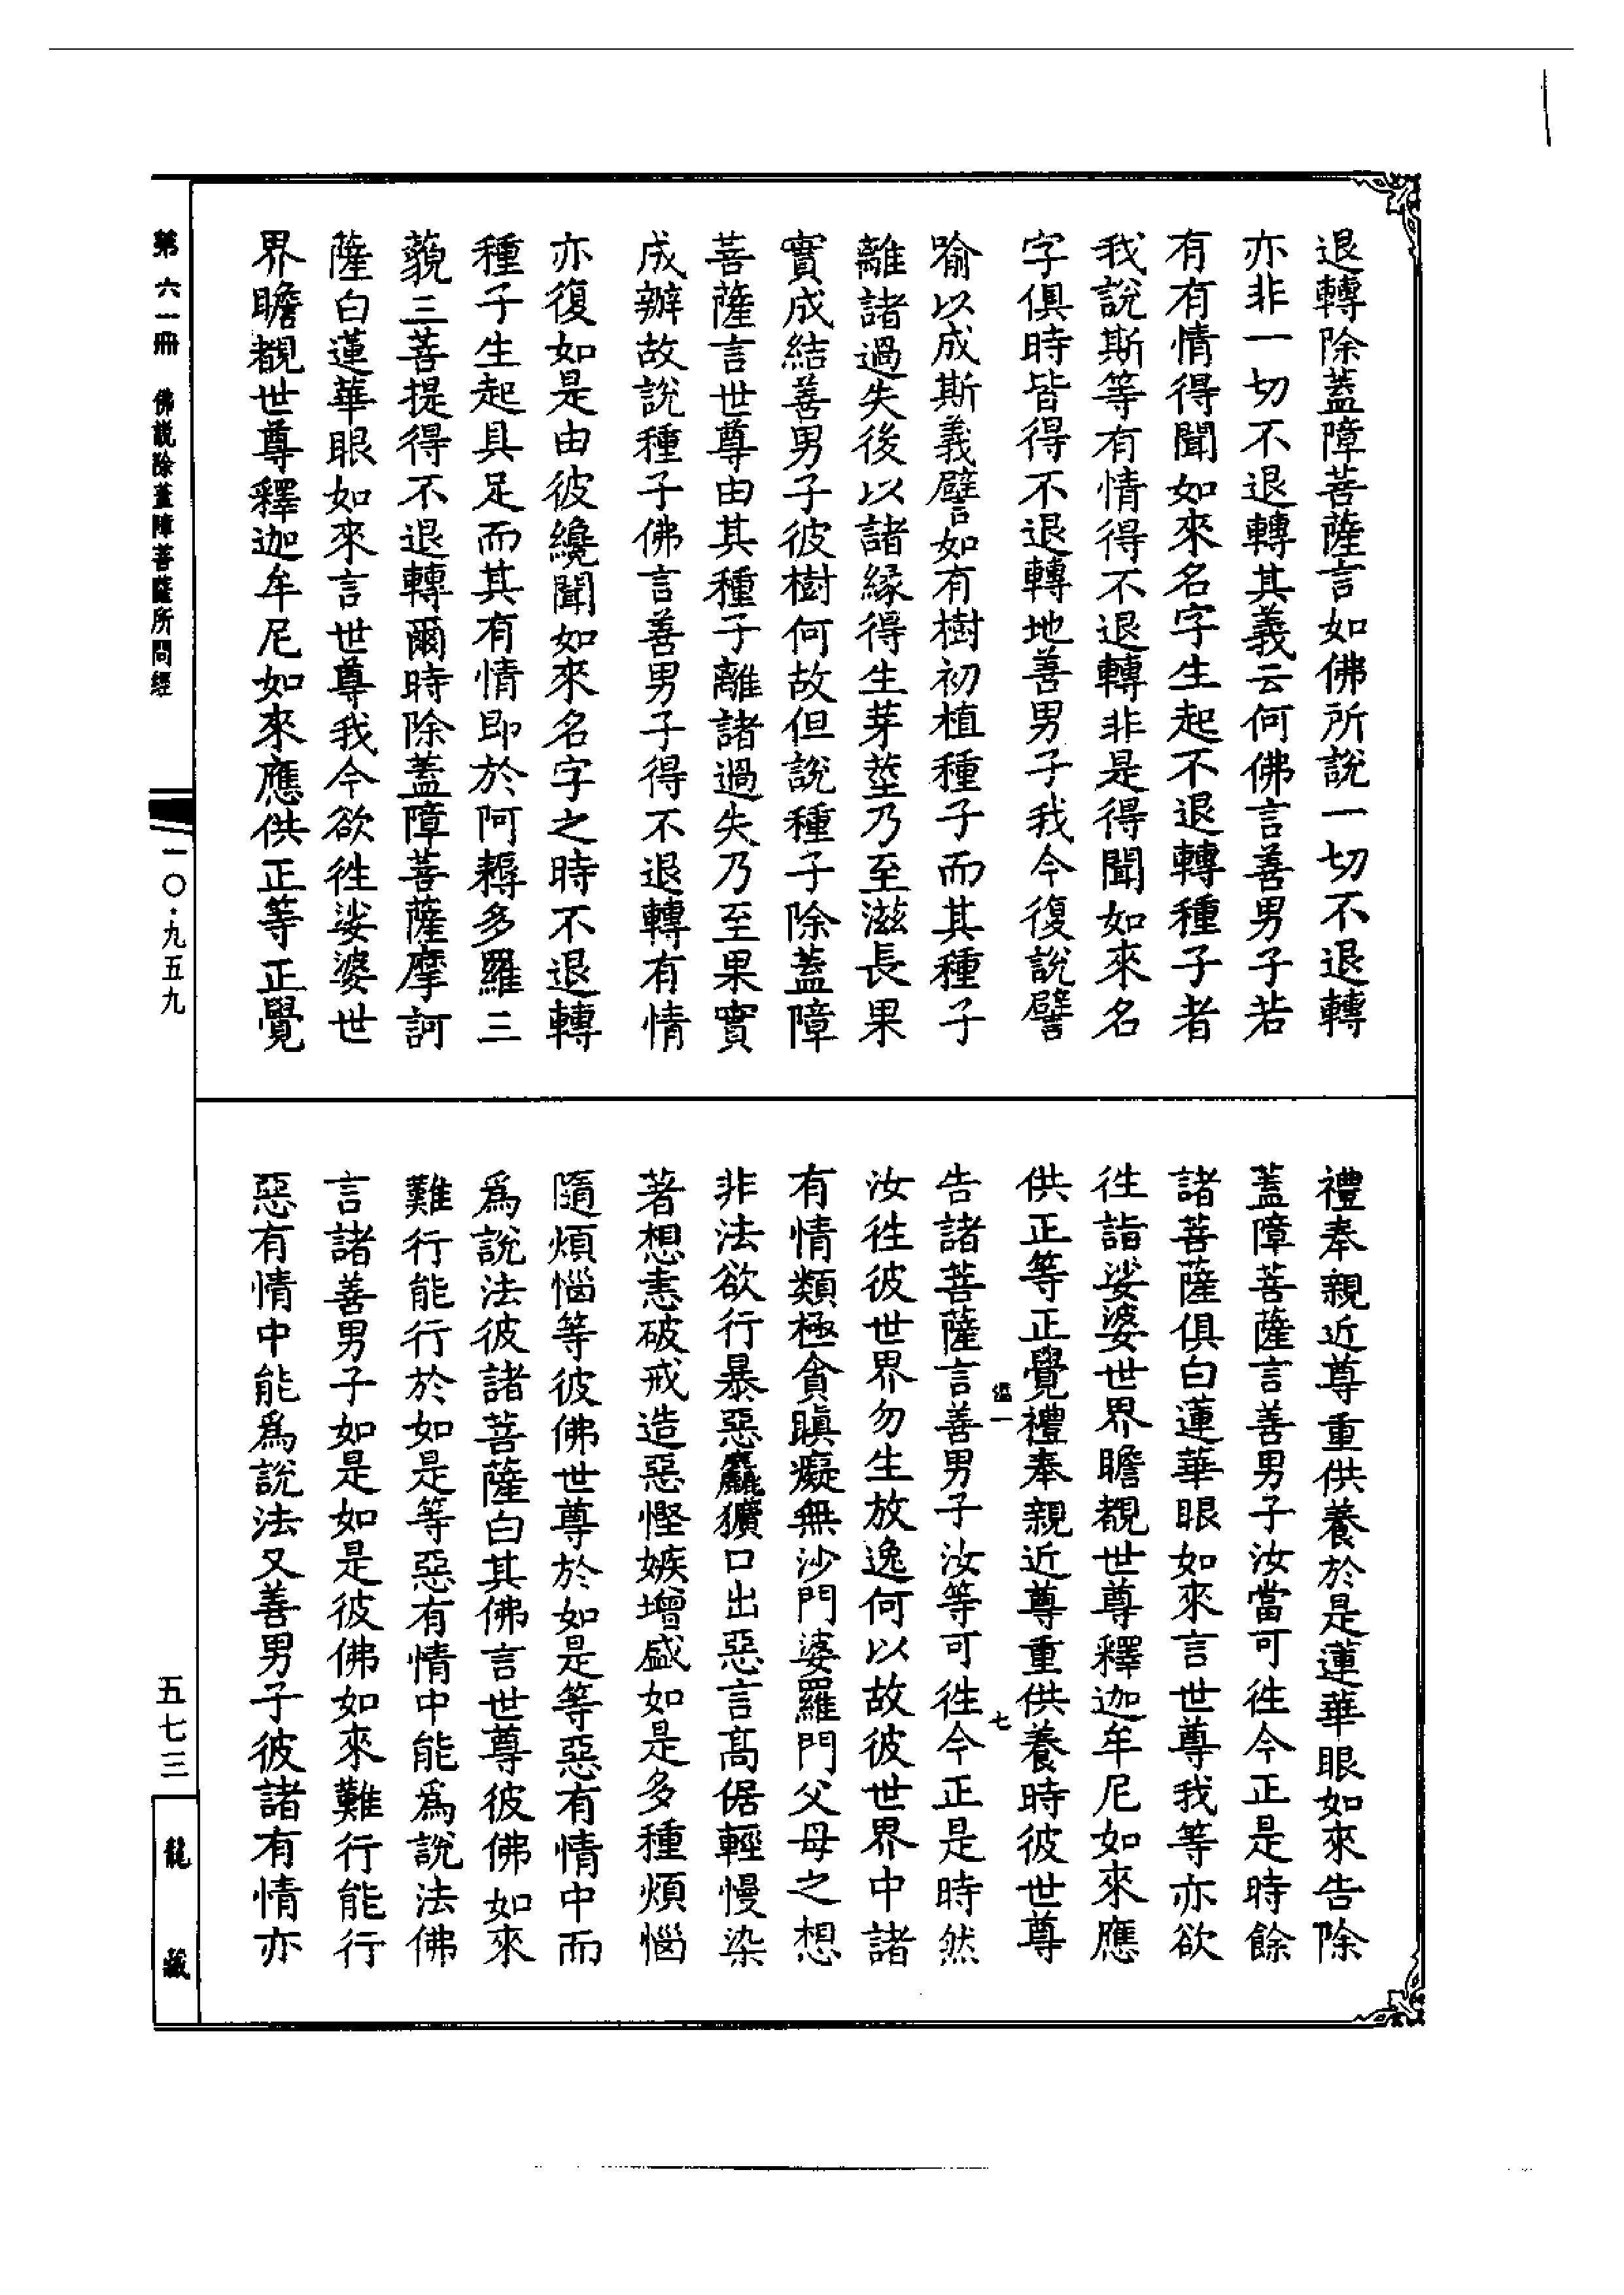 退轉除蓋障菩薩言如佛所說一切不退轉
亦非一切不退轉其義云何佛言善男子若
有有情得聞如來名字生起不退轉種子者
我說斯等有情得不退轉非是得聞如來名
字俱時皆得不退轉地善男子我今復說譬
喻以成斯義譬如有樹初植種子而其種子
離諸過失後以諸緣得生芽莖乃至滋長果
實成結善男子彼樹何故但說種子除蓋障
菩薩言世尊由其種子離諸過失乃至果實
成辦故說種子佛言善男子得不退轉有情
亦復如是由彼纔聞如來名字之時不退轉
種子生起具足而其有情即於阿耨多羅三
藐三菩提得不退轉爾時除蓋障菩薩摩訶
薩白蓮華眼如來言世尊我今欲徃娑婆世
界瞻覩世尊釋迦牟尼如來應供正等正覺
禮奉親近尊重供養於是蓮華眼如來告除
蓋障菩薩言善男子汝當可徃今正是時餘
諸菩薩俱白蓮華眼如來言世尊我等亦欲
徃詣娑婆世界瞻覩世尊釋迦牟尼如來應
供正等正覺禮奉親近尊重供養時彼世尊
告諸菩薩言善男子汝等可徃今正是時然
汝徃彼世界勿生放逸何以故彼世界中諸
有情類極貪瞋癡無沙門婆羅門父母之想
非法欲行暴惡麤獷口出惡言高倨輕慢染
著想恚破戒造惡慳嫉增盛如是多種煩惱
隨煩惱等彼佛世尊於如是等惡有情中而
為說法彼諸菩薩白其佛言世尊彼佛如來
難行能行於如是等惡有情中能為說法佛
言諸善男子如是如是彼佛如來難行能行
惡有情中能為說法又善男子彼諸有情亦
第六一冊 佛説除蓋障菩薩所問經
一〇·九五九
五七三
龍藏
七